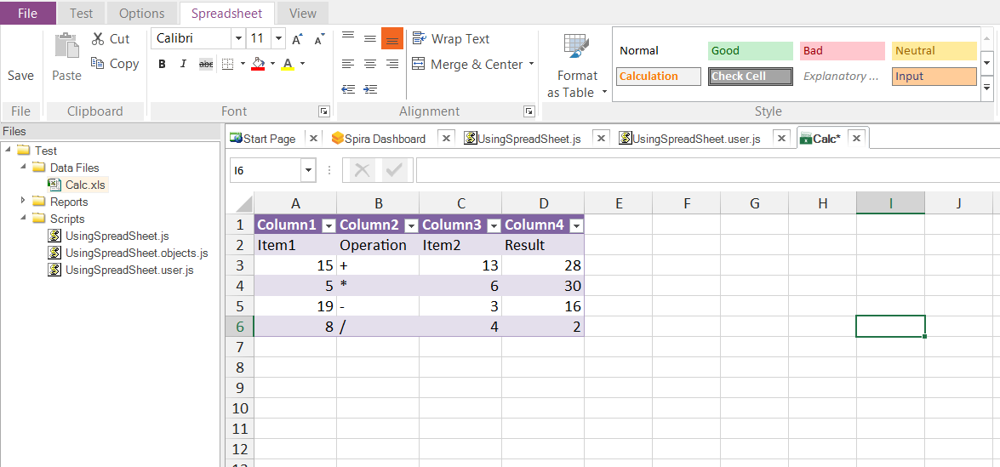 File Test Options Spreadsheet View
Calibri 11 A A Wrap Text
Cut
Copy
Save Paste B I abc A Merge & Center Format as Table
Normal Good Bad Neutral
Calculation Check Cell Explanatory ... Input
File Clipboard Font Alignment Style
Files
Test
Data Files
Calc.xls
Reports
Scripts
UsingSpreadSheet.js
UsingSpreadSheet.objects.js
UsingSpreadSheet.user.js
Start Page Spira Dashboard UsingSpreadSheet.js UsingSpreadSheet.user.js Calc*
I6
A B C D E F G H I J
1 Column1 Column2 Column3 Column4
2 Item1 Operation Item2 Result
3 15 + 13 28
4 5 * 6 30
5 19 - 3 16
6 8 / 4 2
7
8
9
10
11
12